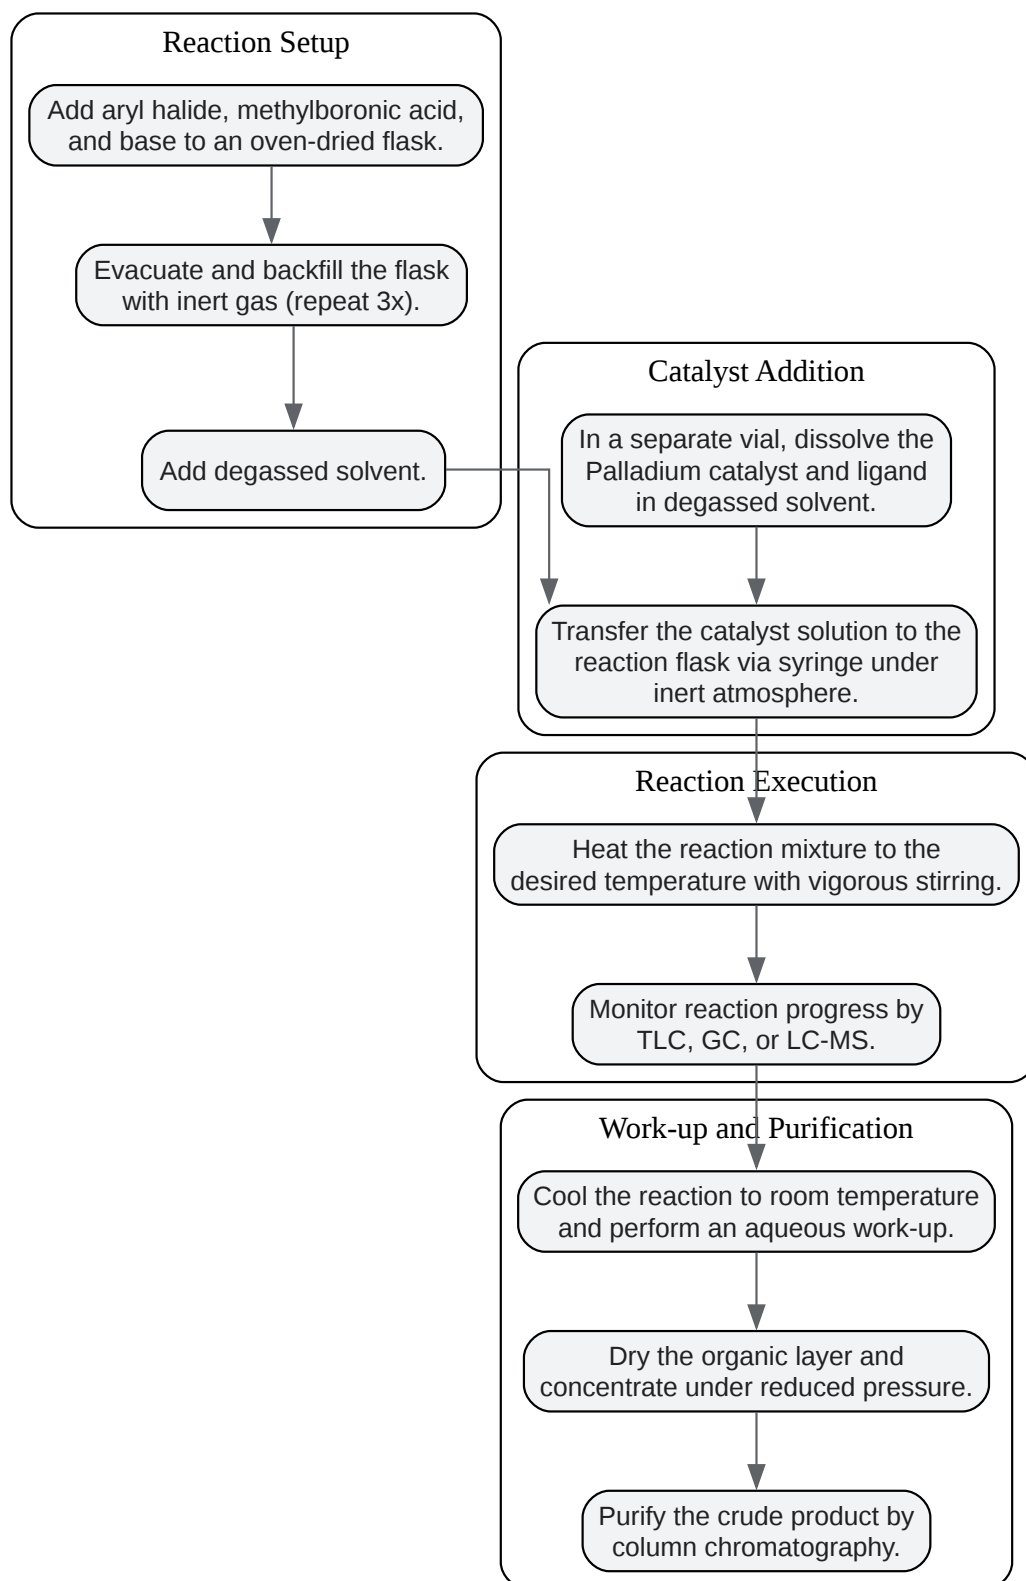 Reaction Setup
Add aryl halide, methylboronic acid,
and base to an oven-dried flask.
Evacuate and backfill the flask
with inert gas (repeat 3x).
Add degassed solvent.
Catalyst Addition
In a separate vial, dissolve the
Palladium catalyst and ligand
in degassed solvent.
Transfer the catalyst solution to the
reaction flask via syringe under
inert atmosphere.
Reaction Execution
Heat the reaction mixture to the
desired temperature with vigorous stirring.
Monitor reaction progress by
TLC, GC, or LC-MS.
Work-up and Purification
Cool the reaction to room temperature
and perform an aqueous work-up.
Dry the organic layer and
concentrate under reduced pressure.
Purify the crude product by
column chromatography.